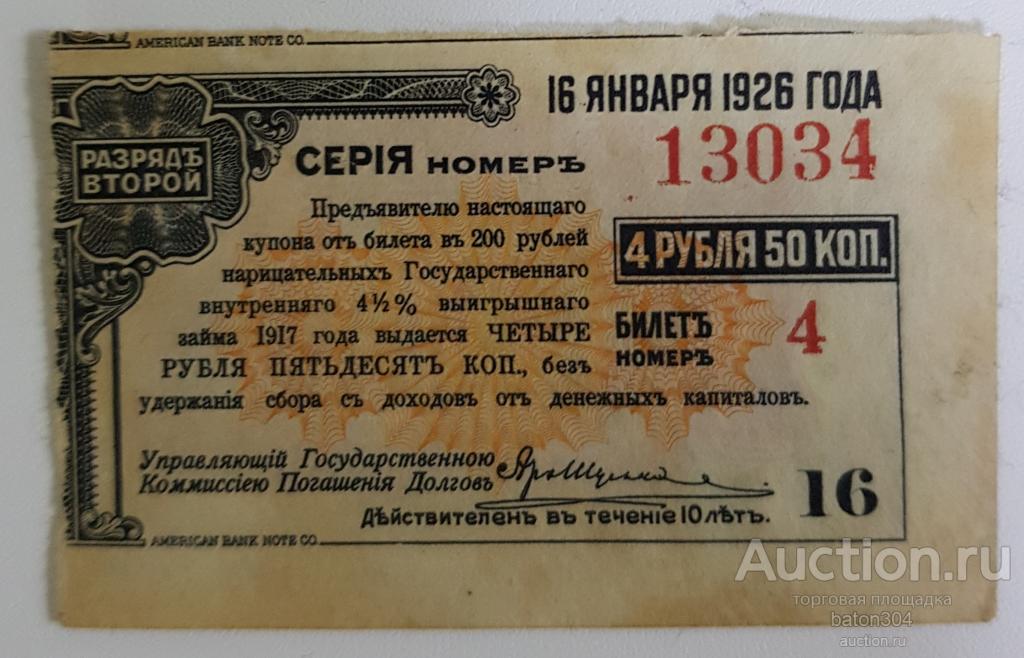 AMERICAN BANK NOTE CO.
РАЗРЯДЪ
ВТОРОЙ
16 ЯНВАРЯ 1926 ГОДА
СЕРІЯ НОМЕРЪ 13034
Предъявителю настоящаго
купона отъ билета въ 200 рублей
нарицательныхъ Государственнаго
внутренняго 4½% выигрышнаго
займа 1917 года выдается ЧЕТЫРЕ
РУБЛЯ ПЯТЬДЕСЯТЪ КОП., безъ
удержанія сбора съ доходовъ отъ денежныхъ капиталовъ.
4 РУБЛЯ 50 КОП.
БИЛЕТЪ
НОМЕРЪ 4
Управляющій Государственною
Коммиссіею Погашенія Долговъ
16
Дѣйствителенъ въ теченіе 10 лѣтъ.
AMERICAN BANK NOTE CO.
Auction.ru
торговая площадка
baton304
auction.ru